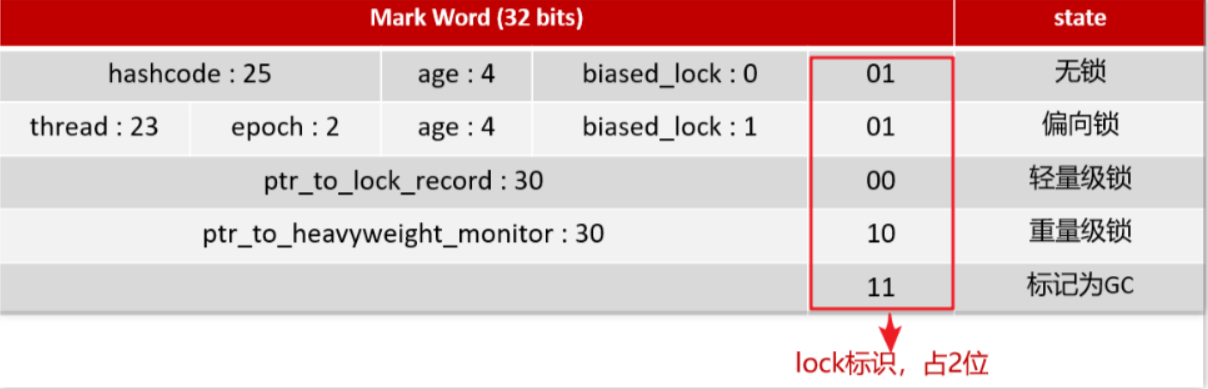 Mark Word (32 bits) state
hashcode : 25 age : 4 biased_lock : 0 01 无锁
thread : 23 epoch : 2 age : 4 biased_lock : 1 01 偏向锁
ptr_to_lock_record : 30 00 轻量级锁
ptr_to_heavyweight_monitor : 30 10 重量级锁
11 标记为GC
lock标识，占2位